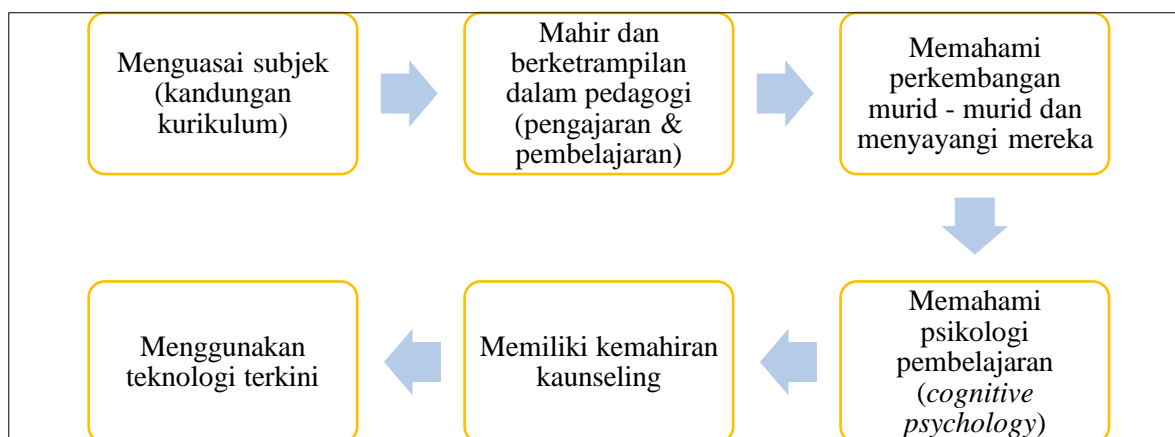 Menguasai subjek
(kandungan
kurikulum)
Mahir dan
berketrampilan
dalam pedagogi
(pengajaran &
pembelajaran)
Memahami
perkembangan
murid - murid dan
menyayangi mereka
Memahami
psikologi
pembelajaran
(cognitive
psychology)
Memiliki kemahiran
kaunseling
Menggunakan
teknologi terkini